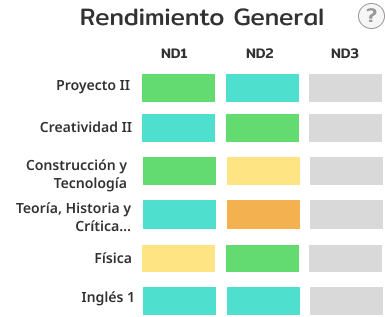 Rendimiento General
?
ND1 ND2 ND3
Proyecto II
Creatividad II
Construcción y
Tecnología
Teoría, Historia y
Crítica...
Física
Inglés 1